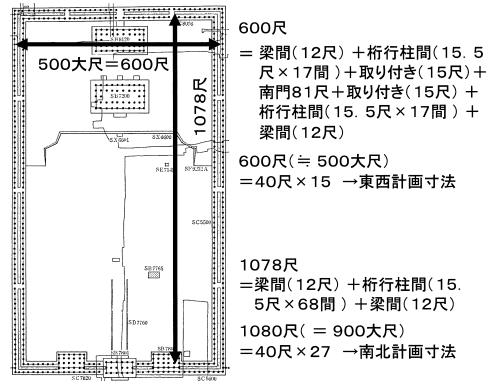 500大尺＝600尺
1078尺
SB7200
SB7760
600尺
＝ 梁間（12尺）＋桁行柱間（15. 5
尺×17間 ）＋取り付き（15尺）＋
南門81尺＋取り付き（15尺）＋
桁行柱間（15. 5尺×17間 ）＋
梁間（12尺）
600尺（≒ 500大尺）
＝40尺×15 →東西計画寸法
1078尺
＝梁間（12尺）＋桁行柱間（15.
5尺×68間 ）＋梁間（12尺）
1080尺（ ＝ 900大尺）
＝40尺×27 →南北計画寸法